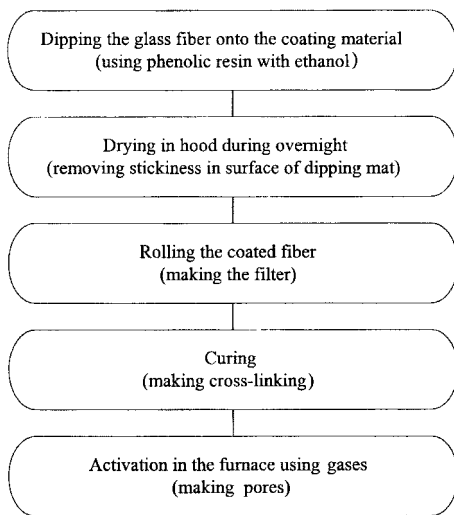 Dipping the glass fiber onto the coating material
(using phenolic resin with ethanol)
Drying in hood during overnight
(removing stickiness in surface of dipping mat)
Rolling the coated fiber
(making the filter)
Curing
(making cross-linking)
Activation in the furnace using gases
(making pores)